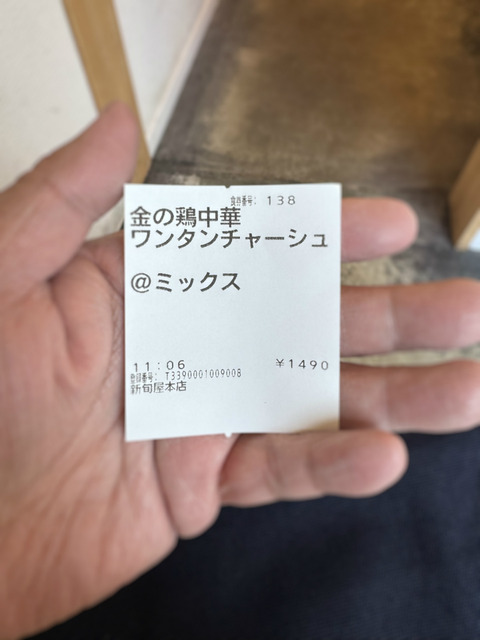 食券番号: 138
金の鶏中華
ワンタンチャーシュ
@ミックス
11:06 ¥1490
登録番号: T3390001009008
新旬屋本店